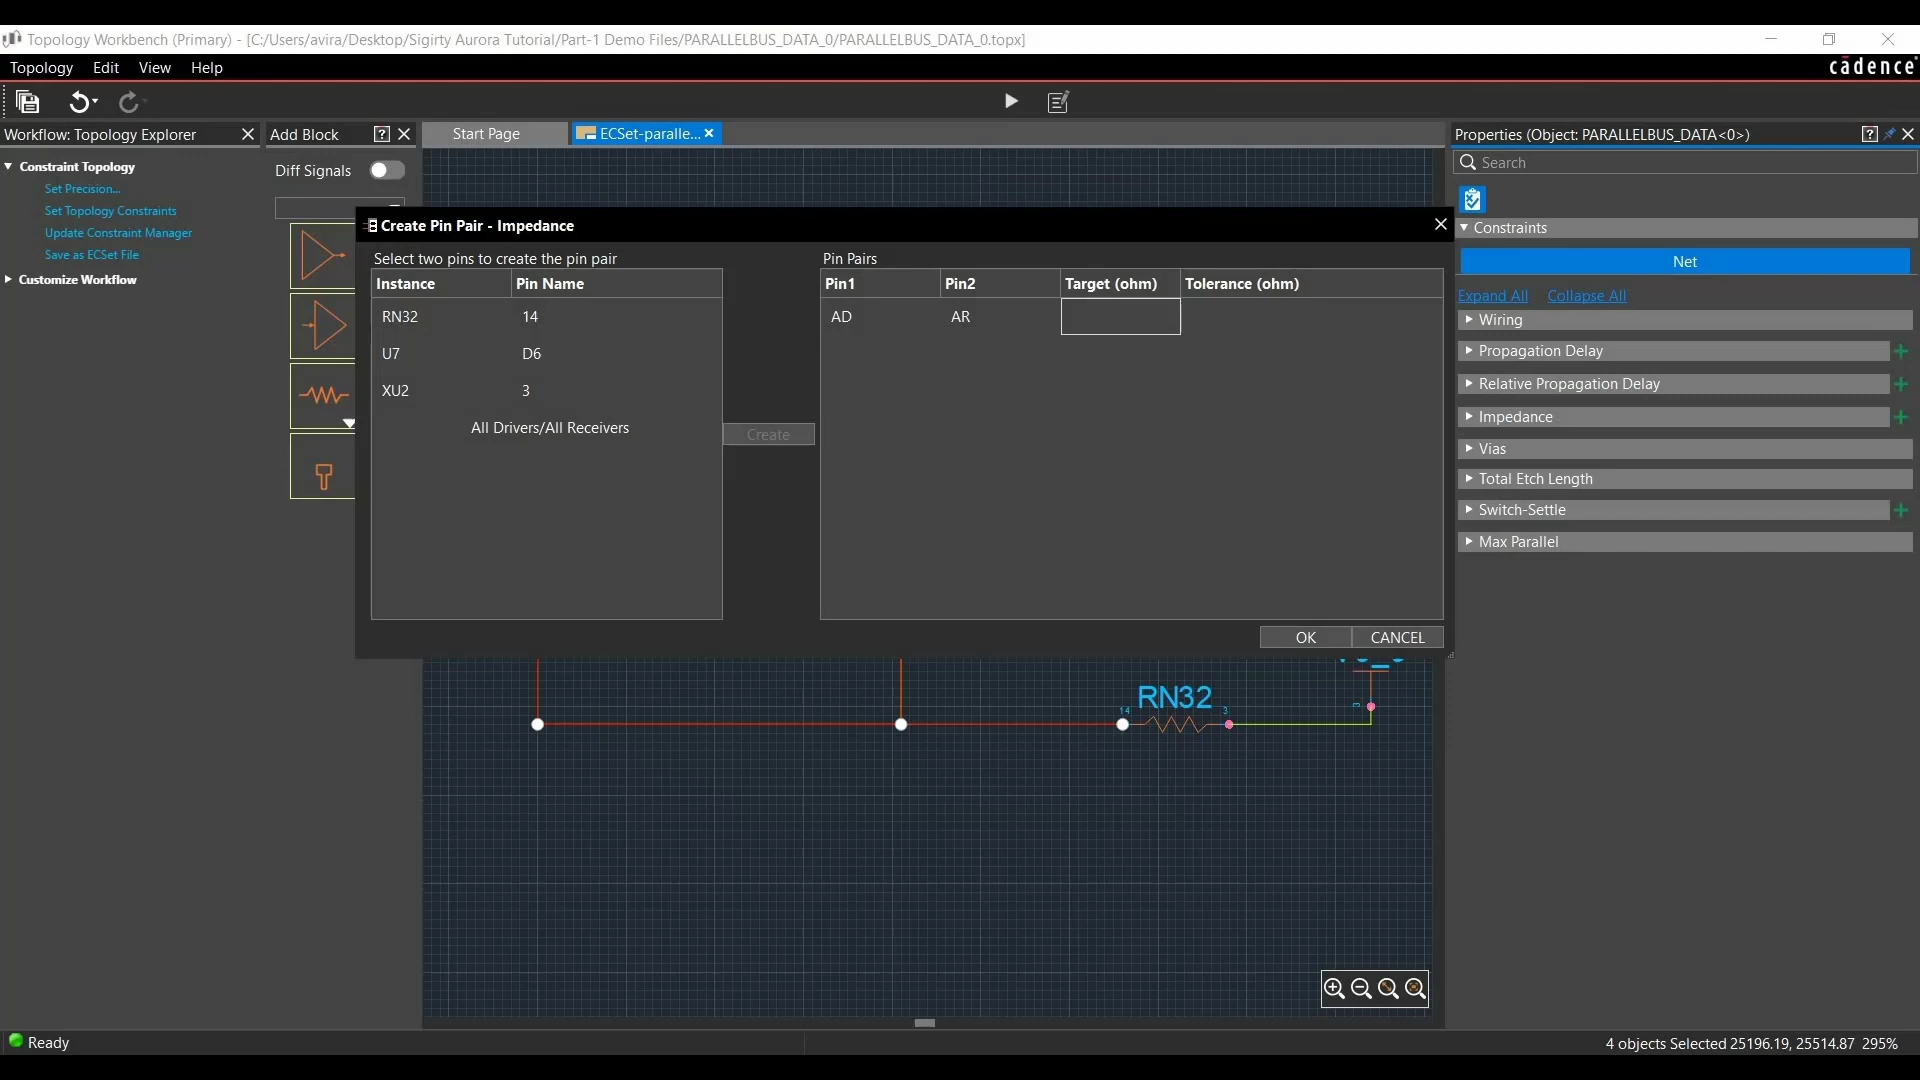 Topology Workbench (Primary) - [C:/Users/avira/Desktop/Sigirty Aurora Tutorial/Part-1 Demo Files/PARALLELBUS_DATA_0/PARALLELBUS_DATA_0.topx]
Topology Edit View Help
cādence
Workflow: Topology Explorer
Add Block
Start Page
ECSet-paralle...
Properties (Object: PARALLELBUS_DATA<0>)
Constraint Topology
Set Precision...
Set Topology Constraints
Update Constraint Manager
Save as ECSet File
Customize Workflow
Diff Signals
Create Pin Pair - Impedance
Select two pins to create the pin pair
Instance Pin Name
RN32 14
U7 D6
XU2 3
All Drivers/All Receivers
Create
Pin Pairs
Pin1 Pin2 Target (ohm) Tolerance (ohm)
AD AR
OK CANCEL
Search
Constraints
Net
Expand All Collapse All
Wiring
Propagation Delay
Relative Propagation Delay
Impedance
Vias
Total Etch Length
Switch-Settle
Max Parallel
RN32
14 3
3
Ready
4 objects Selected 25196.19, 25514.87 295%